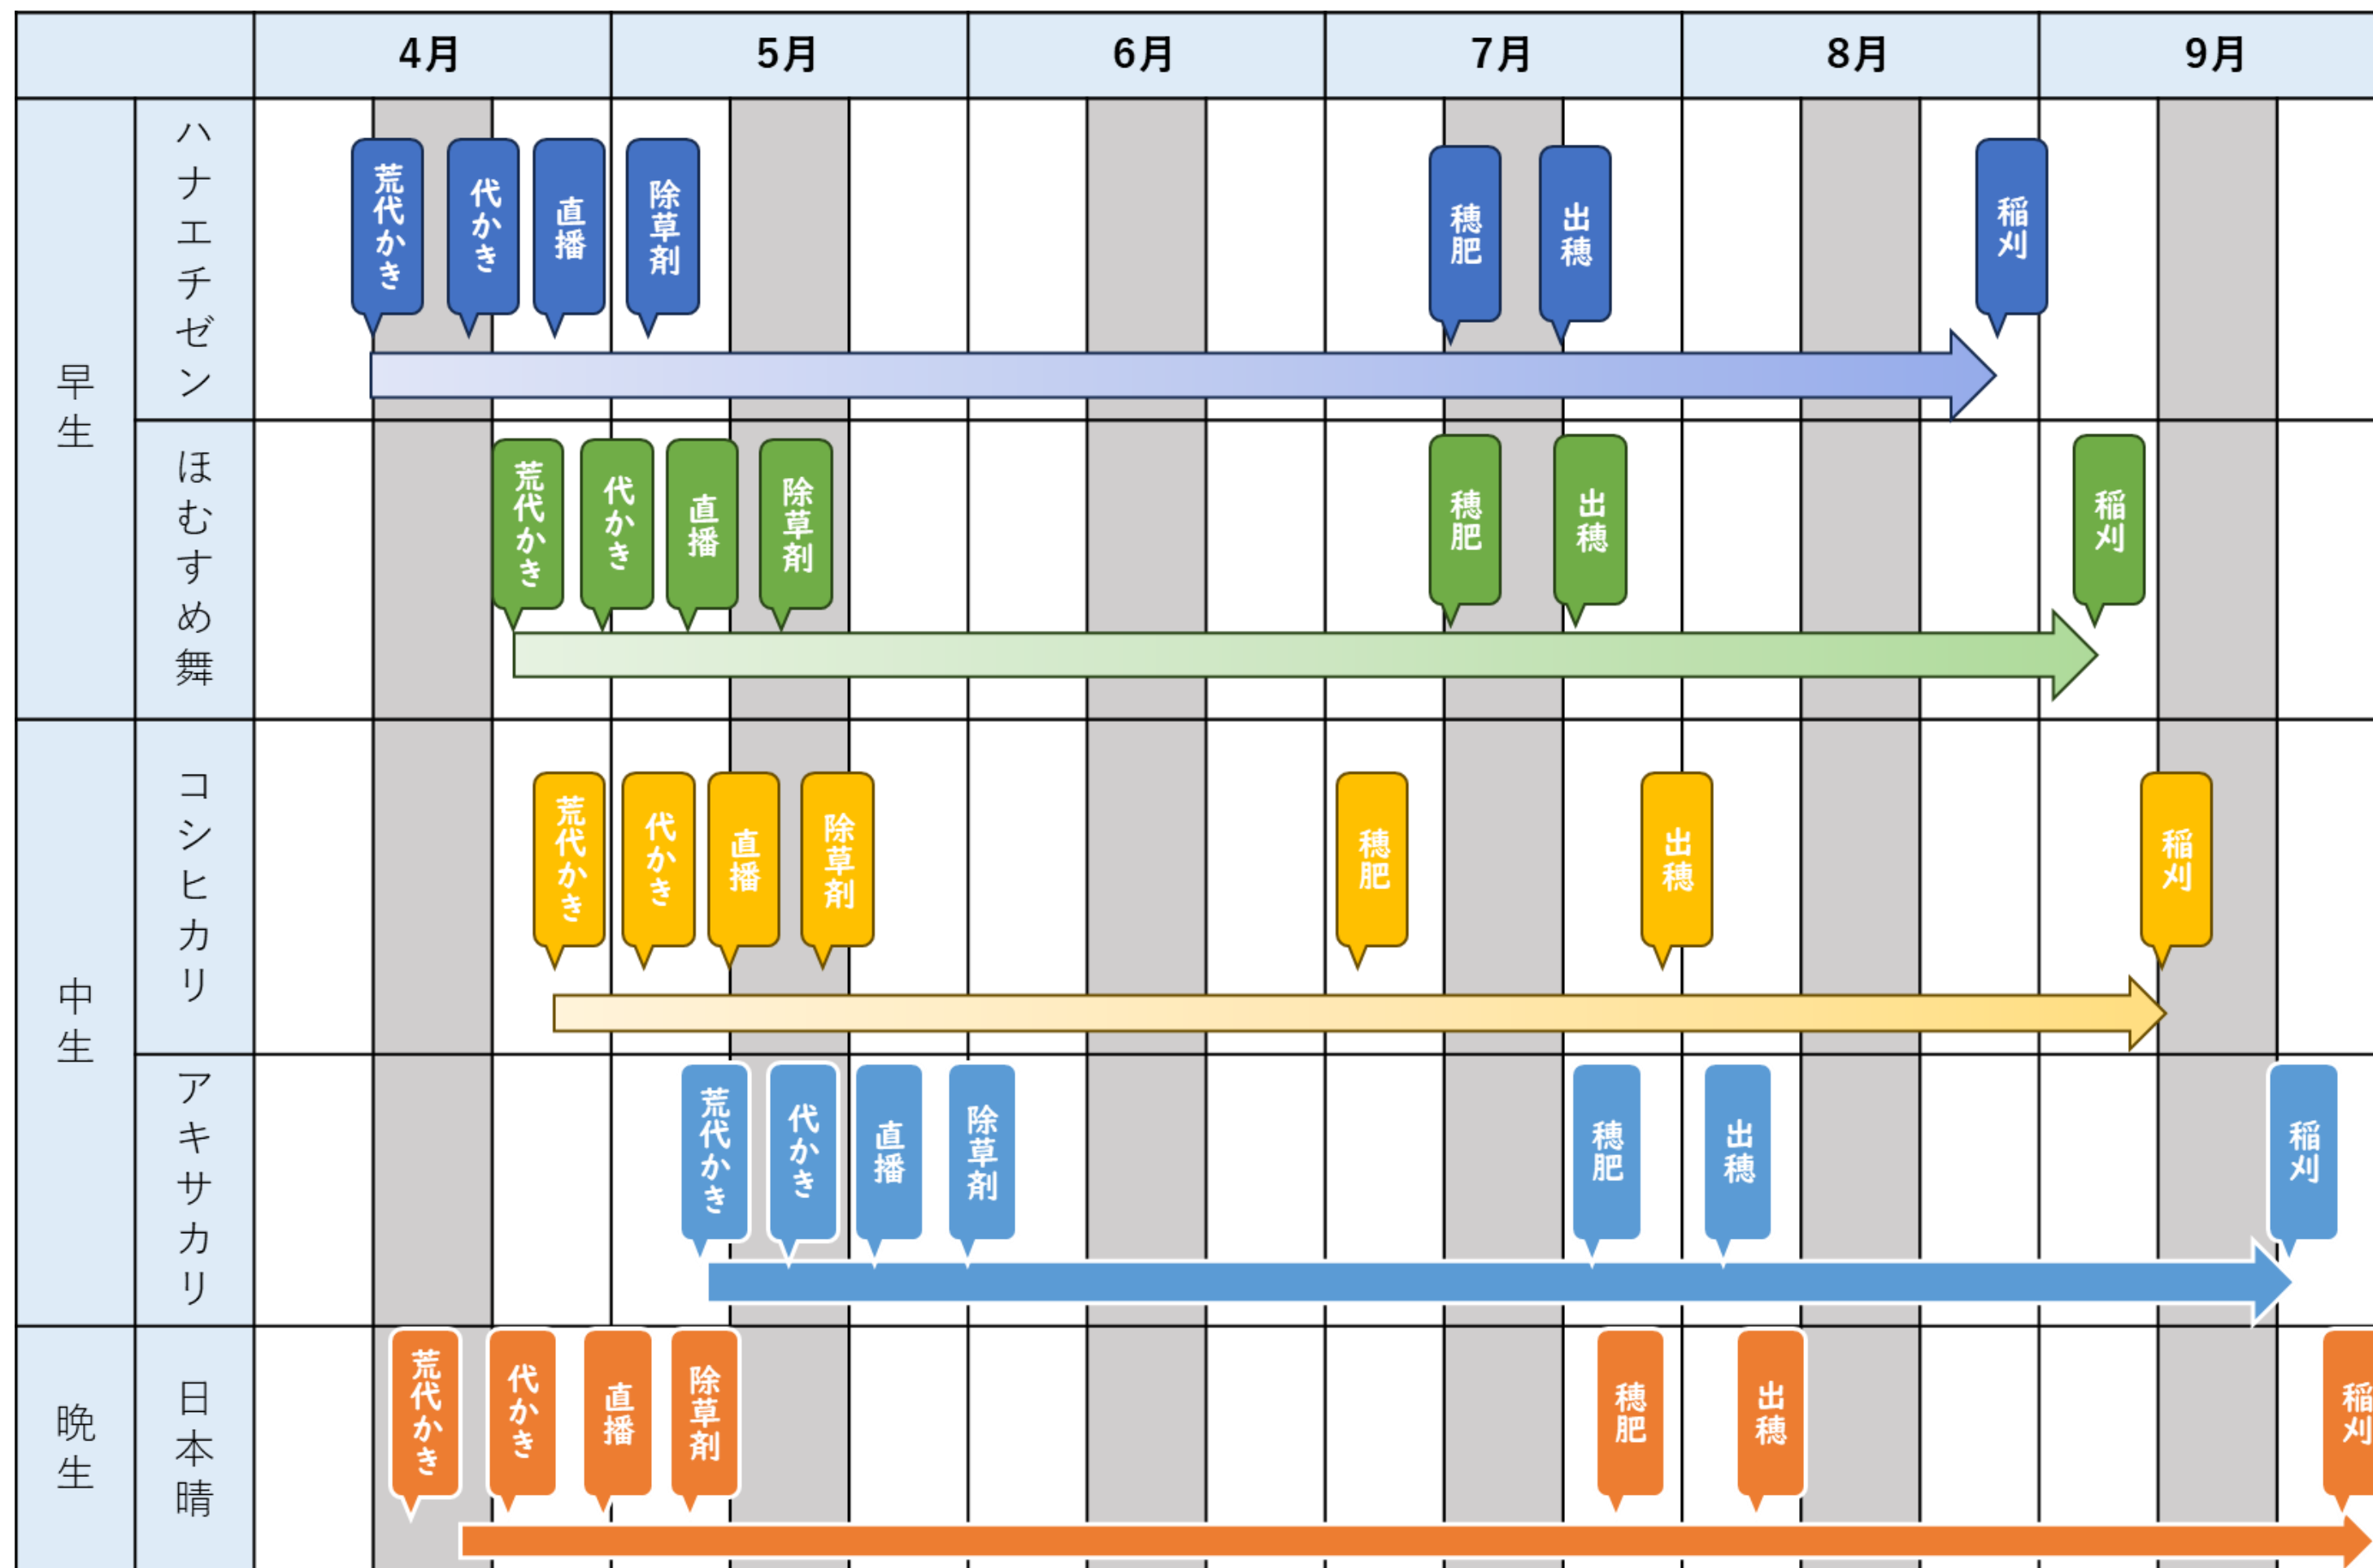 4月
5月
6月
7月
8月
9月
早生
ハナエチゼン
荒代かき
代かき
直播
除草剤
穂肥
出穂
稲刈
ほむすめ舞
荒代かき
代かき
直播
除草剤
穂肥
出穂
稲刈
中生
コシヒカリ
荒代かき
代かき
直播
除草剤
穂肥
出穂
稲刈
アキサカリ
荒代かき
代かき
直播
除草剤
穂肥
出穂
稲刈
晩生
日本晴
荒代かき
代かき
直播
除草剤
穂肥
出穂
稲刈